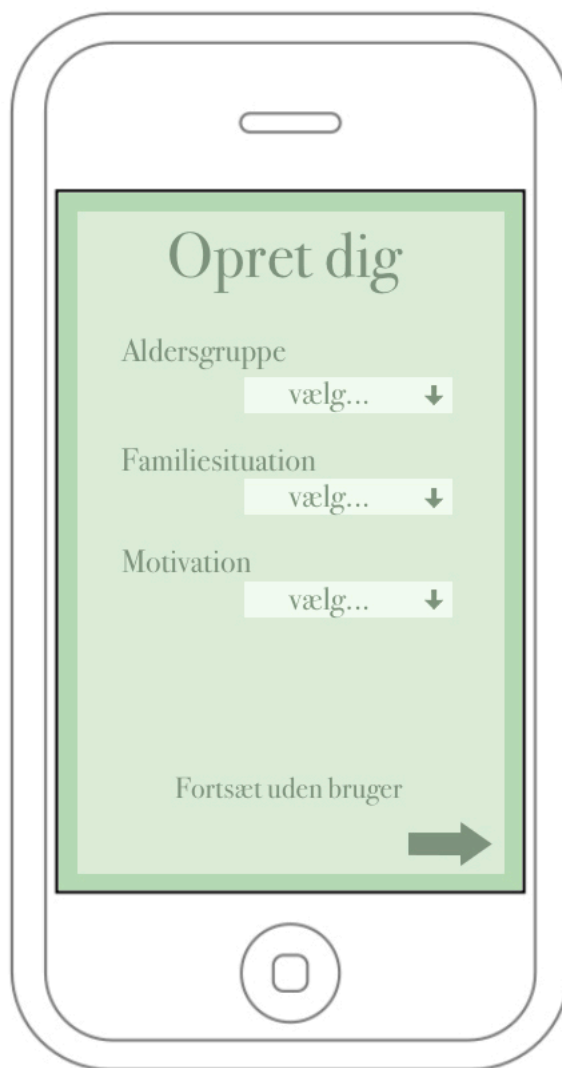 Opret dig
Aldersgruppe
vælg...
Familiesituation
vælg...
Motivation
vælg...
Fortsæt uden bruger